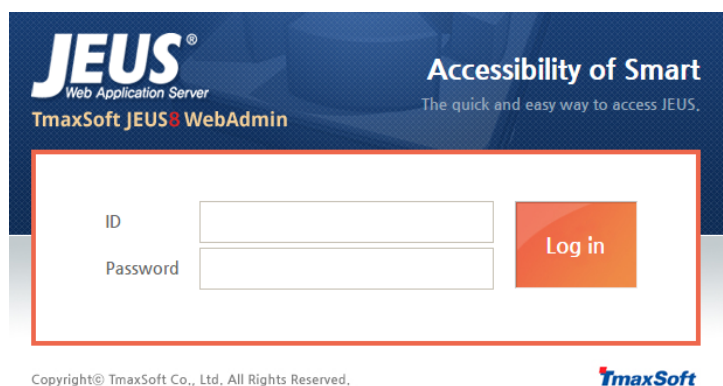 JEUS®
Web Application Server
TmaxSoft JEUS8 WebAdmin
Accessibility of Smart
The quick and easy way to access JEUS.
ID
Password
Log in
Copyright© TmaxSoft Co., Ltd. All Rights Reserved.
TmaxSoft